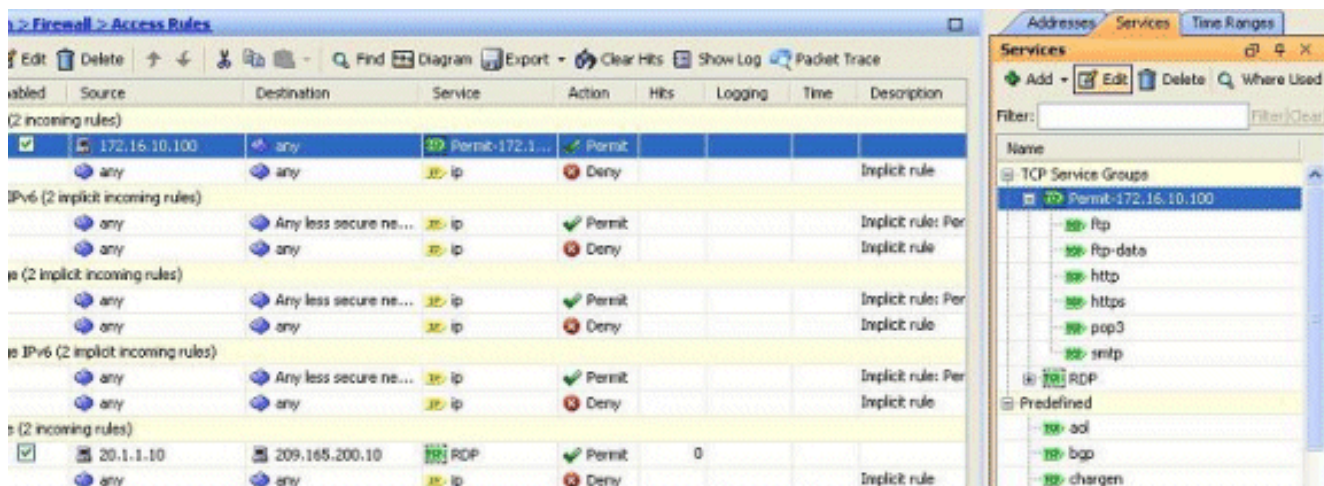 > Firewall > Access Rules
Edit Delete Find Diagram Export Clear Hits Show Log Packet Trace
abled Source Destination Service Action Hits Logging Time Description
(2 incoming rules)
172.16.10.100 any Permit-172.1... Permit
any any ip Deny Implicit rule
IPv6 (2 implicit incoming rules)
any Any less secure ne... ip Permit Implicit rule: Per
any any ip Deny Implicit rule
e (2 implicit incoming rules)
any Any less secure ne... ip Permit Implicit rule: Per
any any ip Deny Implicit rule
e IPv6 (2 implicit incoming rules)
any Any less secure ne... ip Permit Implicit rule: Per
any any ip Deny Implicit rule
e (2 incoming rules)
20.1.1.10 209.165.200.10 RDP Permit 0
any any ip Deny Implicit rule
Addresses Services Time Ranges
Services
Add Edit Delete Where Used
Filter: Filter Clear
Name
TCP Service Groups
Permit-172.16.10.100
ftp
ftp-data
http
https
pop3
smtp
RDP
Predefined
aol
bgp
chargen